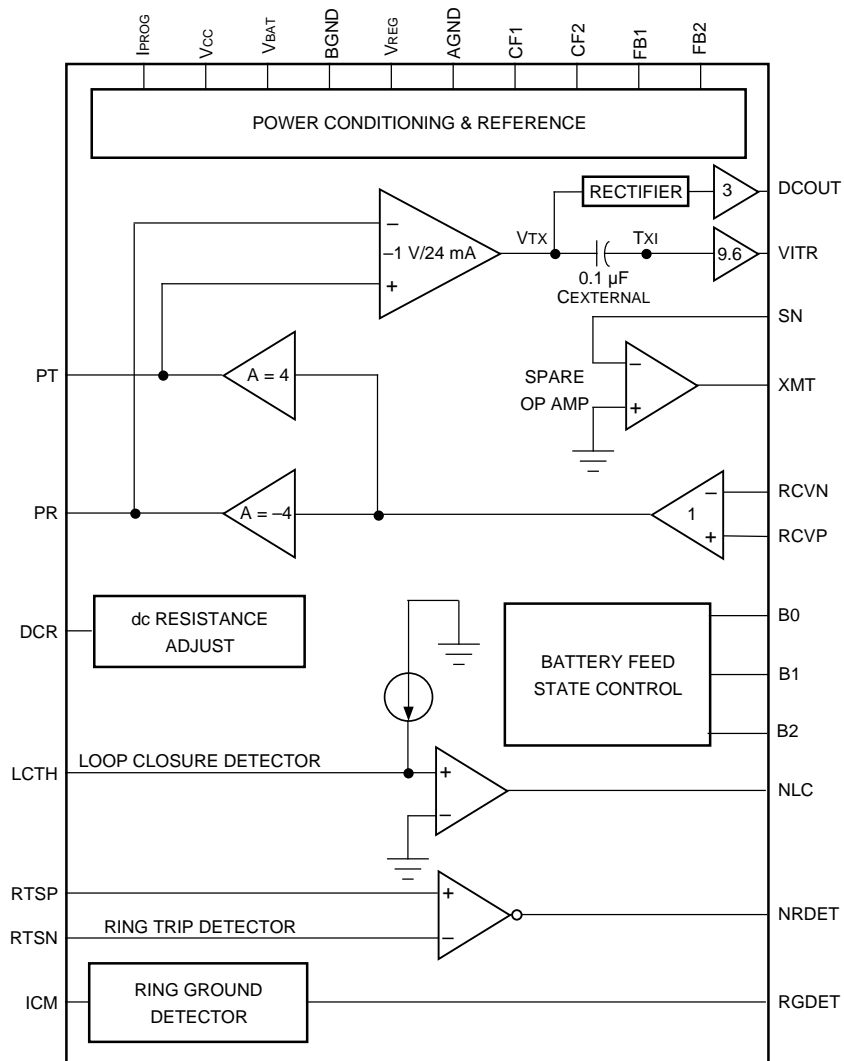 IPROG VCC VBAT BGND VREG AGND CF1 CF2 FB1 FB2
POWER CONDITIONING & REFERENCE
RECTIFIER
3
DCOUT
–
–1 V/24 mA
+
VTX
TXI
9.6
VITR
0.1 µF
CEXTERNAL
SN
PT
A = 4
SPARE
OP AMP
–
+
XMT
PR
A = –4
1
–
+
RCVN
RCVP
DCR
dc RESISTANCE
ADJUST
BATTERY FEED
STATE CONTROL
B0
B1
B2
LCTH
LOOP CLOSURE DETECTOR
+
–
NLC
RTSP
RTSN
RING TRIP DETECTOR
+
–
NRDET
ICM
RING GROUND
DETECTOR
RGDET